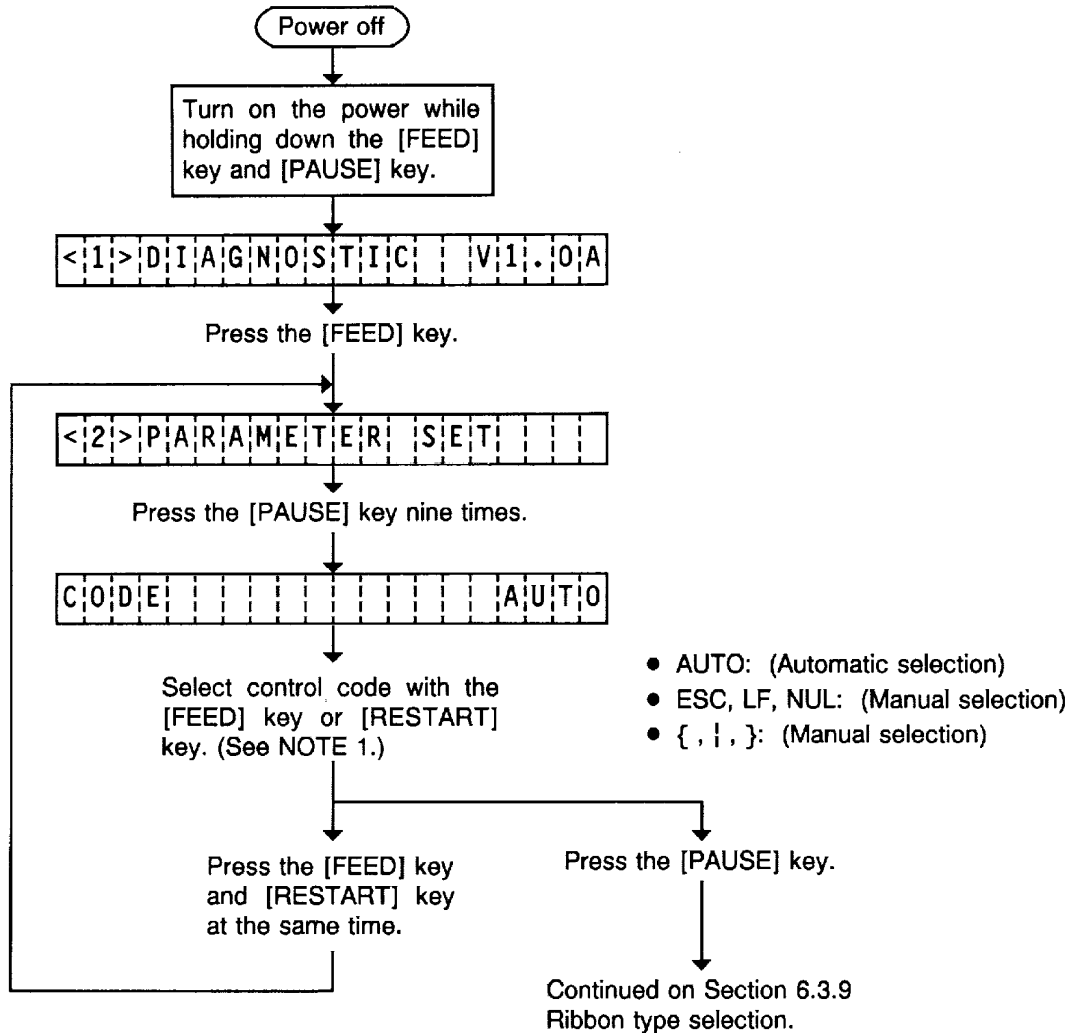 Power off
Turn on the power while
holding down the [FEED]
key and [PAUSE] key.
<1>DIAGNOSTIC  V1.0A
Press the [FEED] key.
<2>PARAMETER SET
Press the [PAUSE] key nine times.
CODE            AUTO
Select control code with the
[FEED] key or [RESTART]
key. (See NOTE 1.)
● AUTO: (Automatic selection)
● ESC, LF, NUL: (Manual selection)
● { , ¦ , }: (Manual selection)
Press the [FEED] key
and [RESTART] key
at the same time.
Press the [PAUSE] key.
Continued on Section 6.3.9
Ribbon type selection.